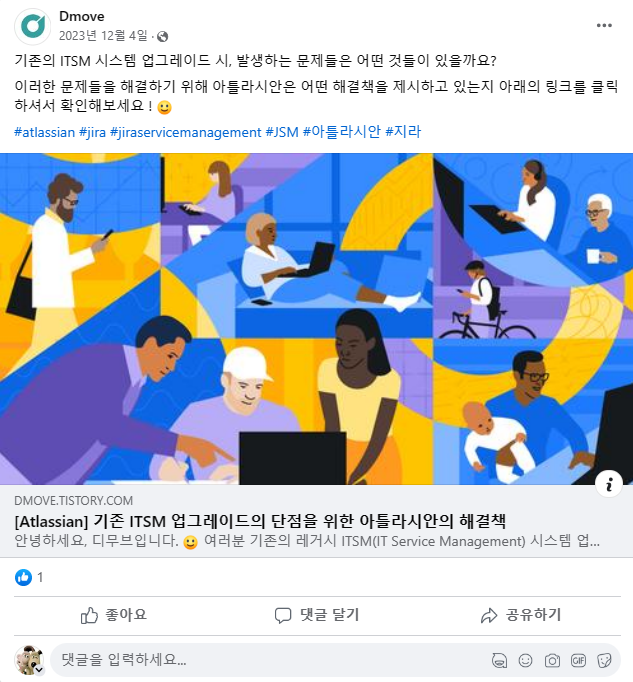 Dmove
2023년 12월 4일 ·
기존의 ITSM 시스템 업그레이드 시, 발생하는 문제들은 어떤 것들이 있을까요?
이러한 문제들을 해결하기 위해 아틀라시안은 어떤 해결책을 제시하고 있는지 아래의 링크를 클릭
하셔서 확인해보세요 ! 🙂
#atlassian #jira #jiraservicemanagement #JSM #아틀라시안 #지라
DMOVE.TISTORY.COM
[Atlassian] 기존 ITSM 업그레이드의 단점을 위한 아틀라시안의 해결책
안녕하세요, 디무브입니다. 🙂 여러분 기존의 레거시 ITSM(IT Service Management) 시스템 업...
1
좋아요 댓글 달기 공유하기
댓글을 입력하세요...
GIF